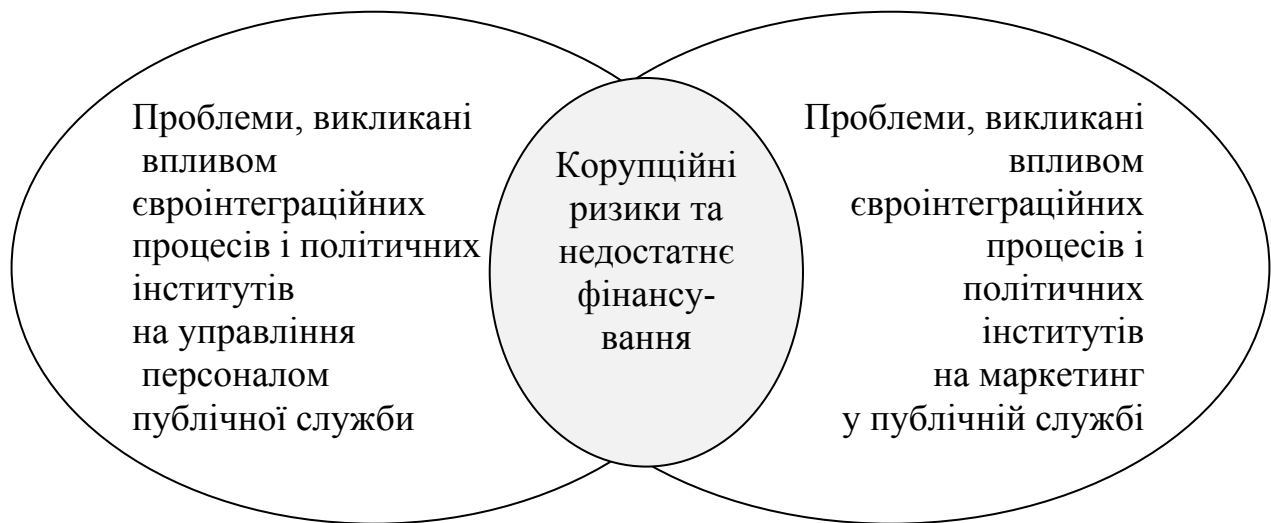 Проблеми, викликані
впливом
євроінтеграційних
процесів і політичних
інститутів
на управління
персоналом
публічної служби
Корупційні
ризики та
недостатнє
фінансу-
вання
Проблеми, викликані
впливом
євроінтеграційних
процесів і
політичних
інститутів
на маркетинг
у публічній службі